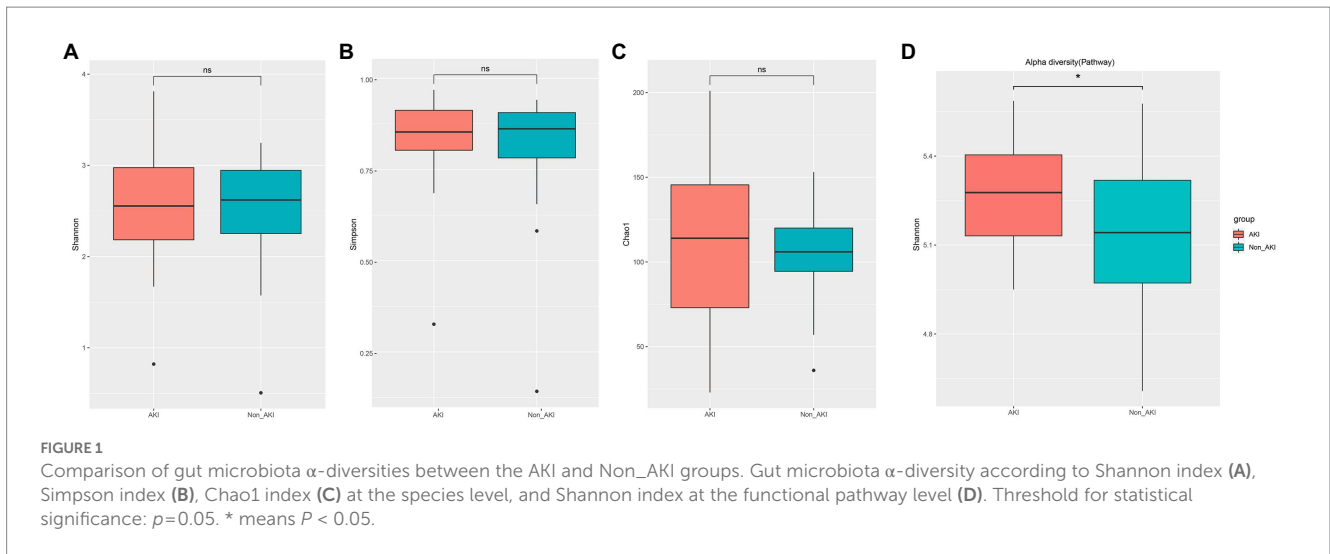 A
ns
4
3
2
1
Shannon
AKI
Non_AKI
B
ns
1.00
0.75
0.50
0.25
Simpson
AKI
Non_AKI
C
ns
200
150
100
50
Chao1
AKI
Non_AKI
D
Alpha diversity(Pathway)
*
5.4
5.1
4.8
Shannon
AKI
Non_AKI
group
AKI
Non_AKI
FIGURE 1
Comparison of gut microbiota α-diversities between the AKI and Non_AKI groups. Gut microbiota α-diversity according to Shannon index (A),
Simpson index (B), Chao1 index (C) at the species level, and Shannon index at the functional pathway level (D). Threshold for statistical
significance: p=0.05. * means P < 0.05.